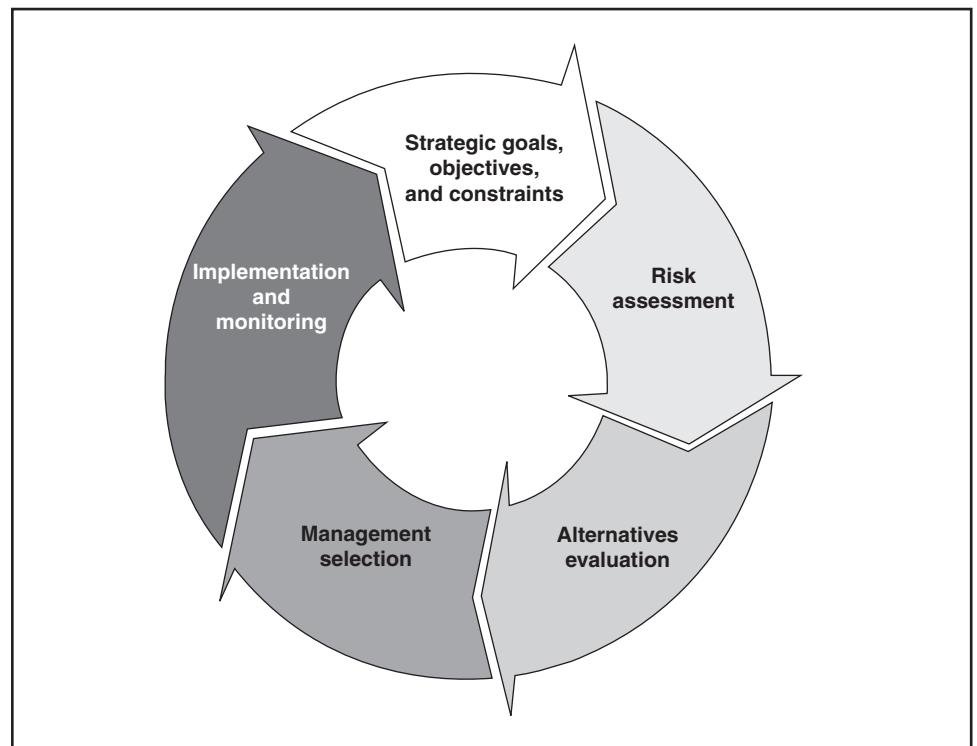 Strategic goals,
objectives,
and constraints
Risk
assessment
Alternatives
evaluation
Management
selection
Implementation
and
monitoring